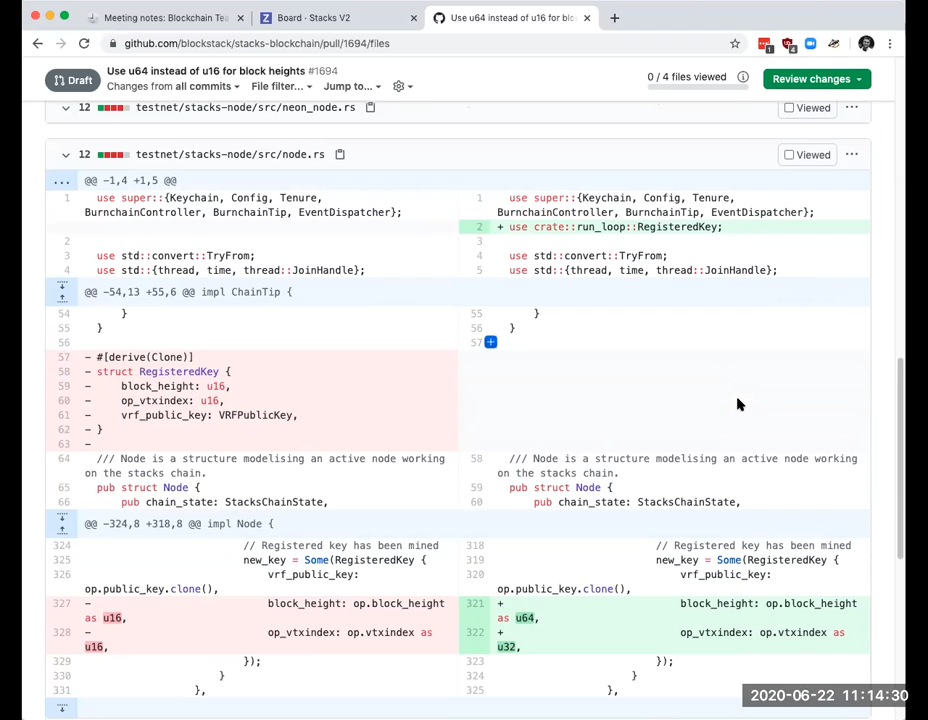 Meeting notes: Blockchain Tea
Board · Stacks V2
Use u64 instead of u16 for bloc
github.com/blockstack/stacks-blockchain/pull/1694/files
1
4
Draft
Use u64 instead of u16 for block heights #1694
Changes from all commits
File filter...
Jump to...
0 / 4 files viewed
Review changes
12 testnet/stacks-node/src/neon_node.rs
Viewed
...
12 testnet/stacks-node/src/node.rs
Viewed
...
... @@ -1,4 +1,5 @@
1 use super::{Keychain, Config, Tenure, 1 use super::{Keychain, Config, Tenure,
BurnchainController, BurnchainTip, EventDispatcher}; BurnchainController, BurnchainTip, EventDispatcher};
2 + use crate::run_loop::RegisteredKey;
2 3
3 use std::convert::TryFrom; 4 use std::convert::TryFrom;
4 use std::{thread, time, thread::JoinHandle}; 5 use std::{thread, time, thread::JoinHandle};
@@ -54,13 +55,6 @@ impl ChainTip {
54 } 55 }
55 } 56 }
56 57 +
57 - #[derive(Clone)]
58 - struct RegisteredKey {
59 - block_height: u16,
60 - op_vtxindex: u16,
61 - vrf_public_key: VRFPublicKey,
62 - }
63 -
64 /// Node is a structure modelising an active node working 58 /// Node is a structure modelising an active node working
on the stacks chain. on the stacks chain.
65 pub struct Node { 59 pub struct Node {
66 pub chain_state: StacksChainState, 60 pub chain_state: StacksChainState,
@@ -324,8 +318,8 @@ impl Node {
324 // Registered key has been mined 318 // Registered key has been mined
325 new_key = Some(RegisteredKey { 319 new_key = Some(RegisteredKey {
326 vrf_public_key: 320 vrf_public_key:
op.public_key.clone(), op.public_key.clone(),
327 - block_height: op.block_height 321 + block_height: op.block_height
as u16, as u64,
328 - op_vtxindex: op.vtxindex as 322 + op_vtxindex: op.vtxindex as
u16, u32,
329 }); 323 });
330 } 324 }
331 }, 325 },
2020-06-22 11:14:30